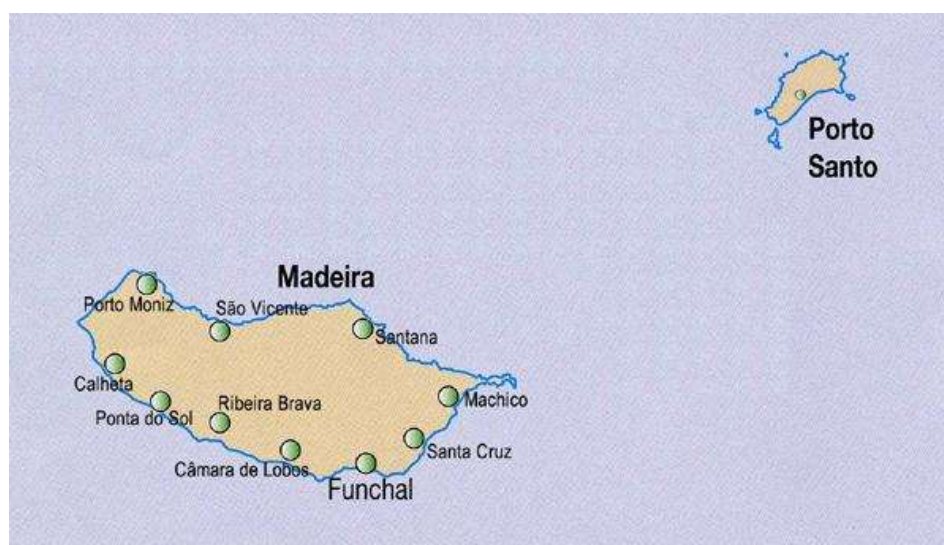 Porto
Santo
Madeira
Porto Moniz
São Vicente
Santana
Calheta
Ponta do Sol
Ribeira Brava
Machico
Câmara de Lobos
Santa Cruz
Funchal